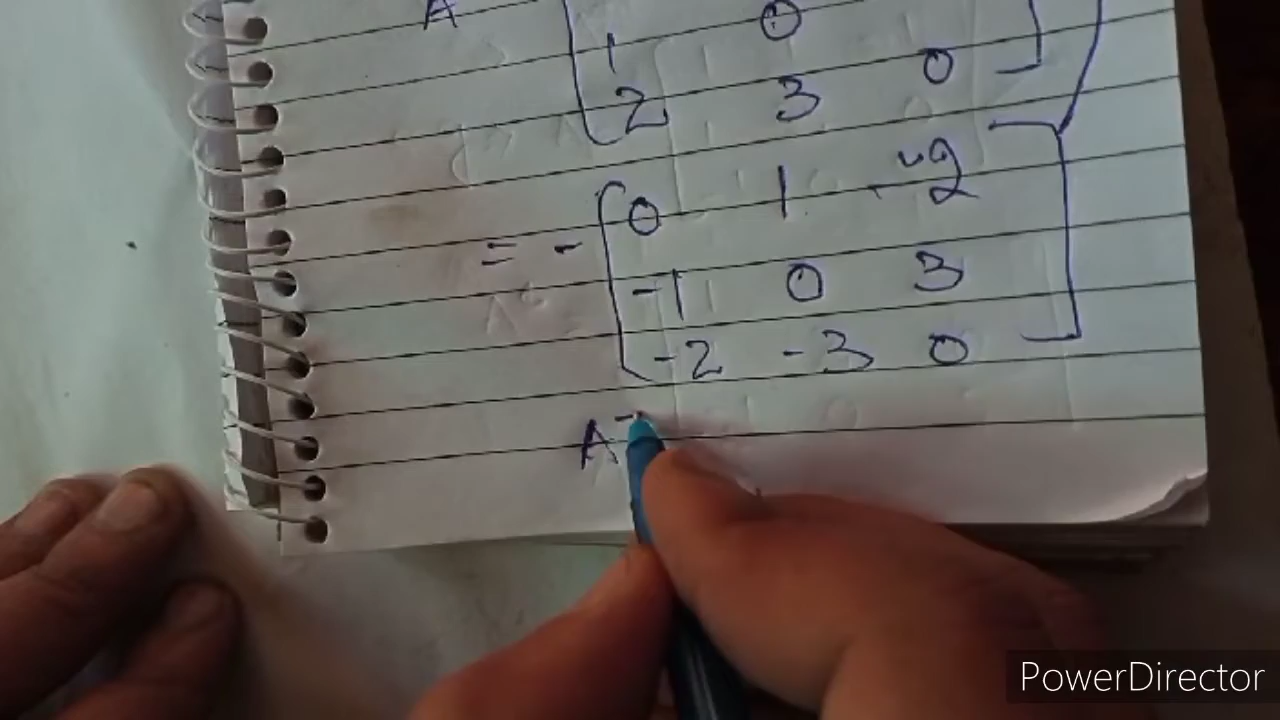 A
1 0
2 3 0
= - 0 1 2
-1 0 3
-2 -3 0
A -
PowerDirector